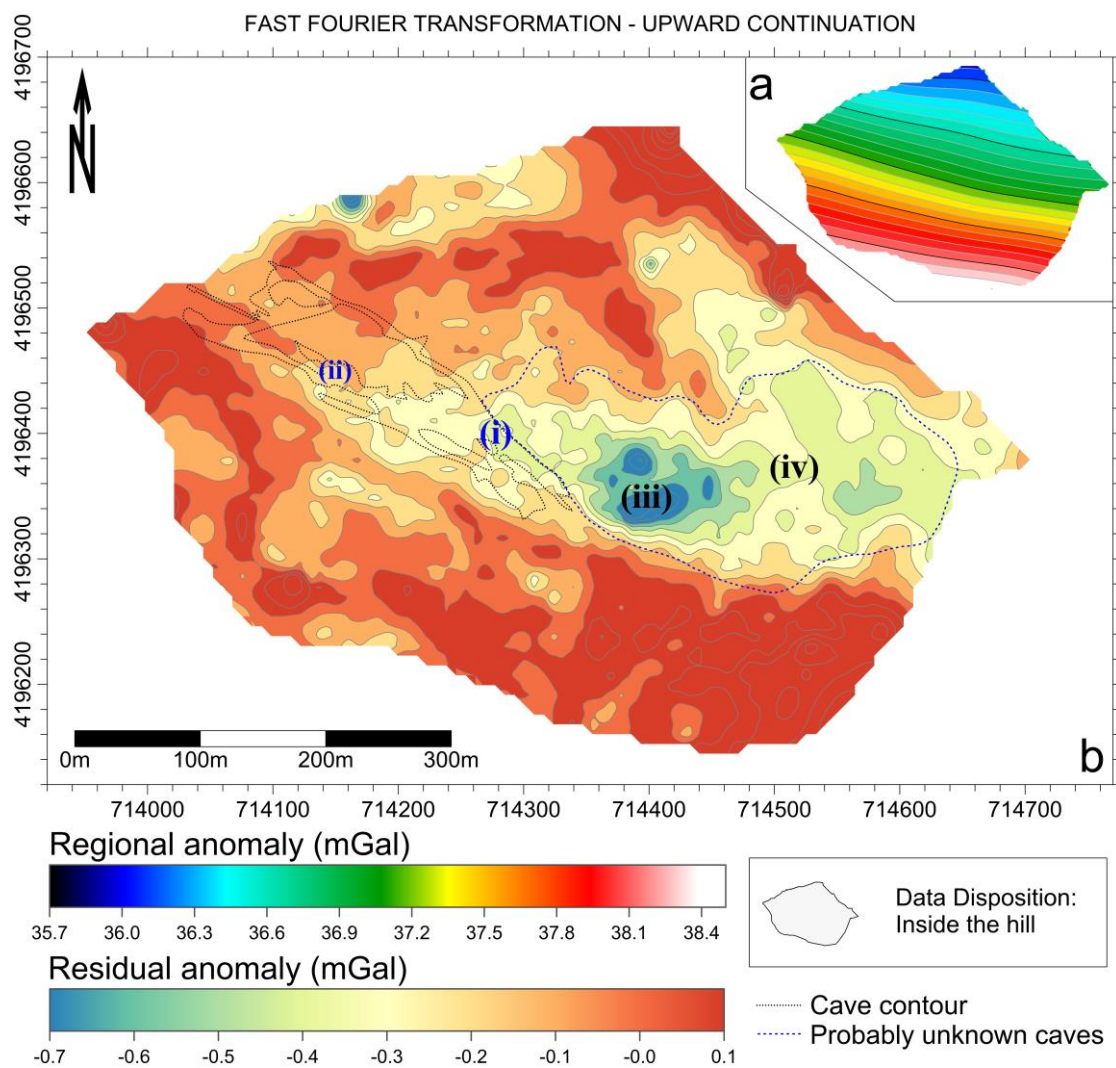 FAST FOURIER TRANSFORMATION - UPWARD CONTINUATION
4196700
4196600
4196500
4196400
4196300
4196200
N
a
(ii)
(i)
(iii)
(iv)
0m 100m 200m 300m
b
714000 714100 714200 714300 714400 714500 714600 714700
Regional anomaly (mGal)
35.7 36.0 36.3 36.6 36.9 37.2 37.5 37.8 38.1 38.4
Residual anomaly (mGal)
-0.7 -0.6 -0.5 -0.4 -0.3 -0.2 -0.1 -0.0 0.1
Data Disposition:
Inside the hill
Cave contour
Probably unknown caves